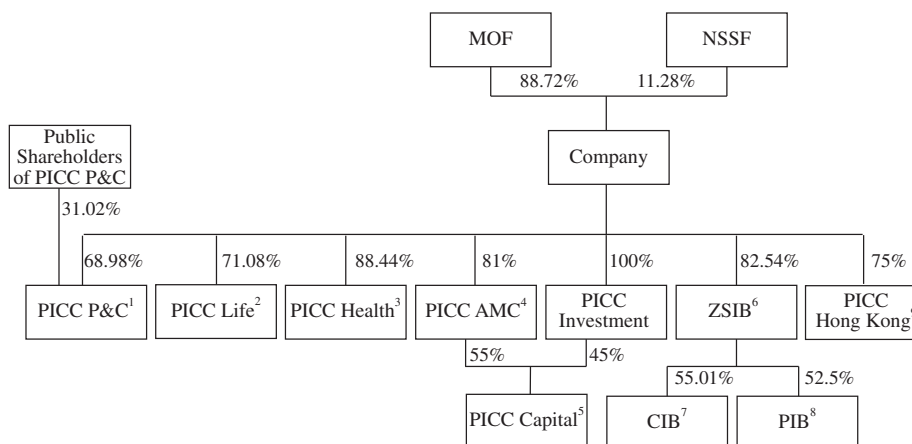 MOF
NSSF
88.72%
11.28%
Public
Shareholders
of PICC P&C
Company
31.02%
68.98%
71.08%
88.44%
81%
100%
82.54%
75%
PICC P&C1
PICC Life2
PICC Health3
PICC AMC4
PICC
Investment
ZSIB6
PICC
Hong Kong
55%
45%
55.01%
52.5%
PICC Capital5
CIB7
PIB8